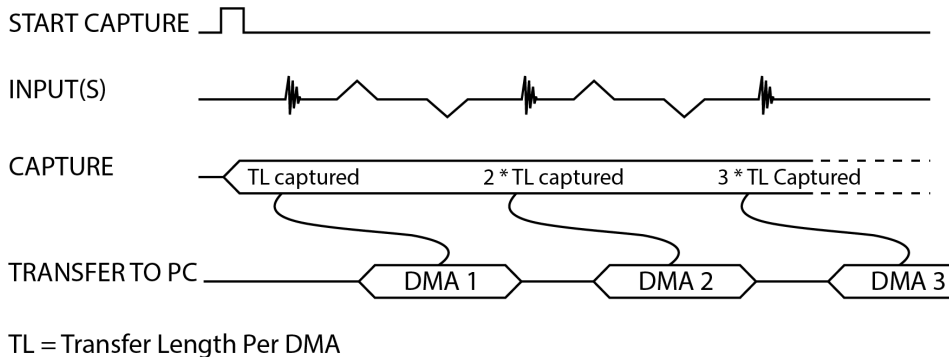 START CAPTURE
INPUT(S)
CAPTURE
TL captured 2 * TL captured 3 * TL Captured
TRANSFER TO PC
DMA 1 DMA 2 DMA 3
TL = Transfer Length Per DMA